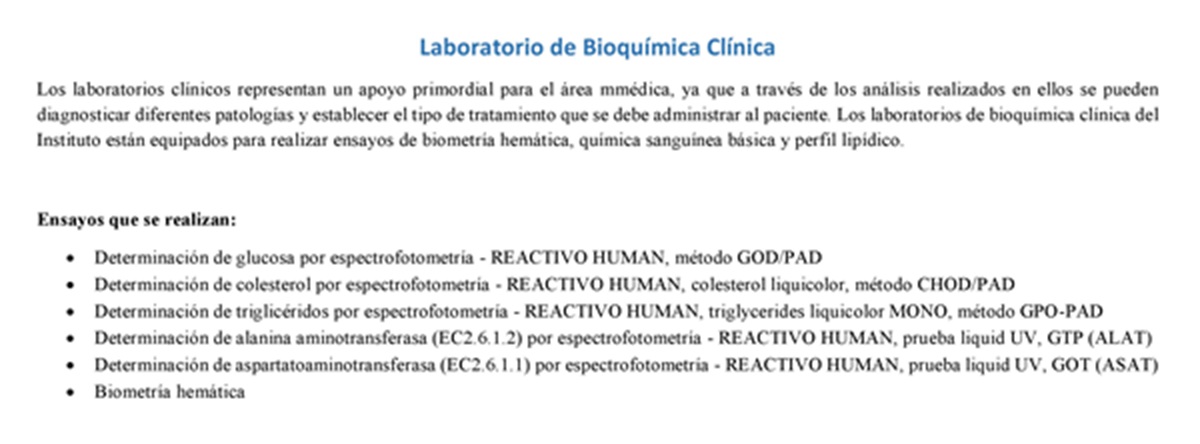 Laboratorio de Bioquímica Clínica
Los laboratorios clínicos representan un apoyo primordial para el área mmédica, ya que a través de los análisis realizados en ellos se pueden
diagnosticar diferentes patologías y establecer el tipo de tratamiento que se debe administrar al paciente. Los laboratorios de bioquímica clínica del
Instituto están equipados para realizar ensayos de biometría hemática, química sanguínea básica y perfil lipídico.
Ensayos que se realizan:
• Determinación de glucosa por espectrofotometría - REACTIVO HUMAN, método GOD/PAD
• Determinación de colesterol por espectrofotometría - REACTIVO HUMAN, colesterol liquicolor, método CHOD/PAD
• Determinación de triglicéridos por espectrofotometría - REACTIVO HUMAN, triglycerides liquicolor MONO, método GPO-PAD
• Determinación de alanina aminotransferasa (EC2.6.1.2) por espectrofotometría - REACTIVO HUMAN, prueba liquid UV, GTP (ALAT)
• Determinación de aspartatoaminotransferasa (EC2.6.1.1) por espectrofotometría - REACTIVO HUMAN, prueba liquid UV, GOT (ASAT)
• Biometría hemática